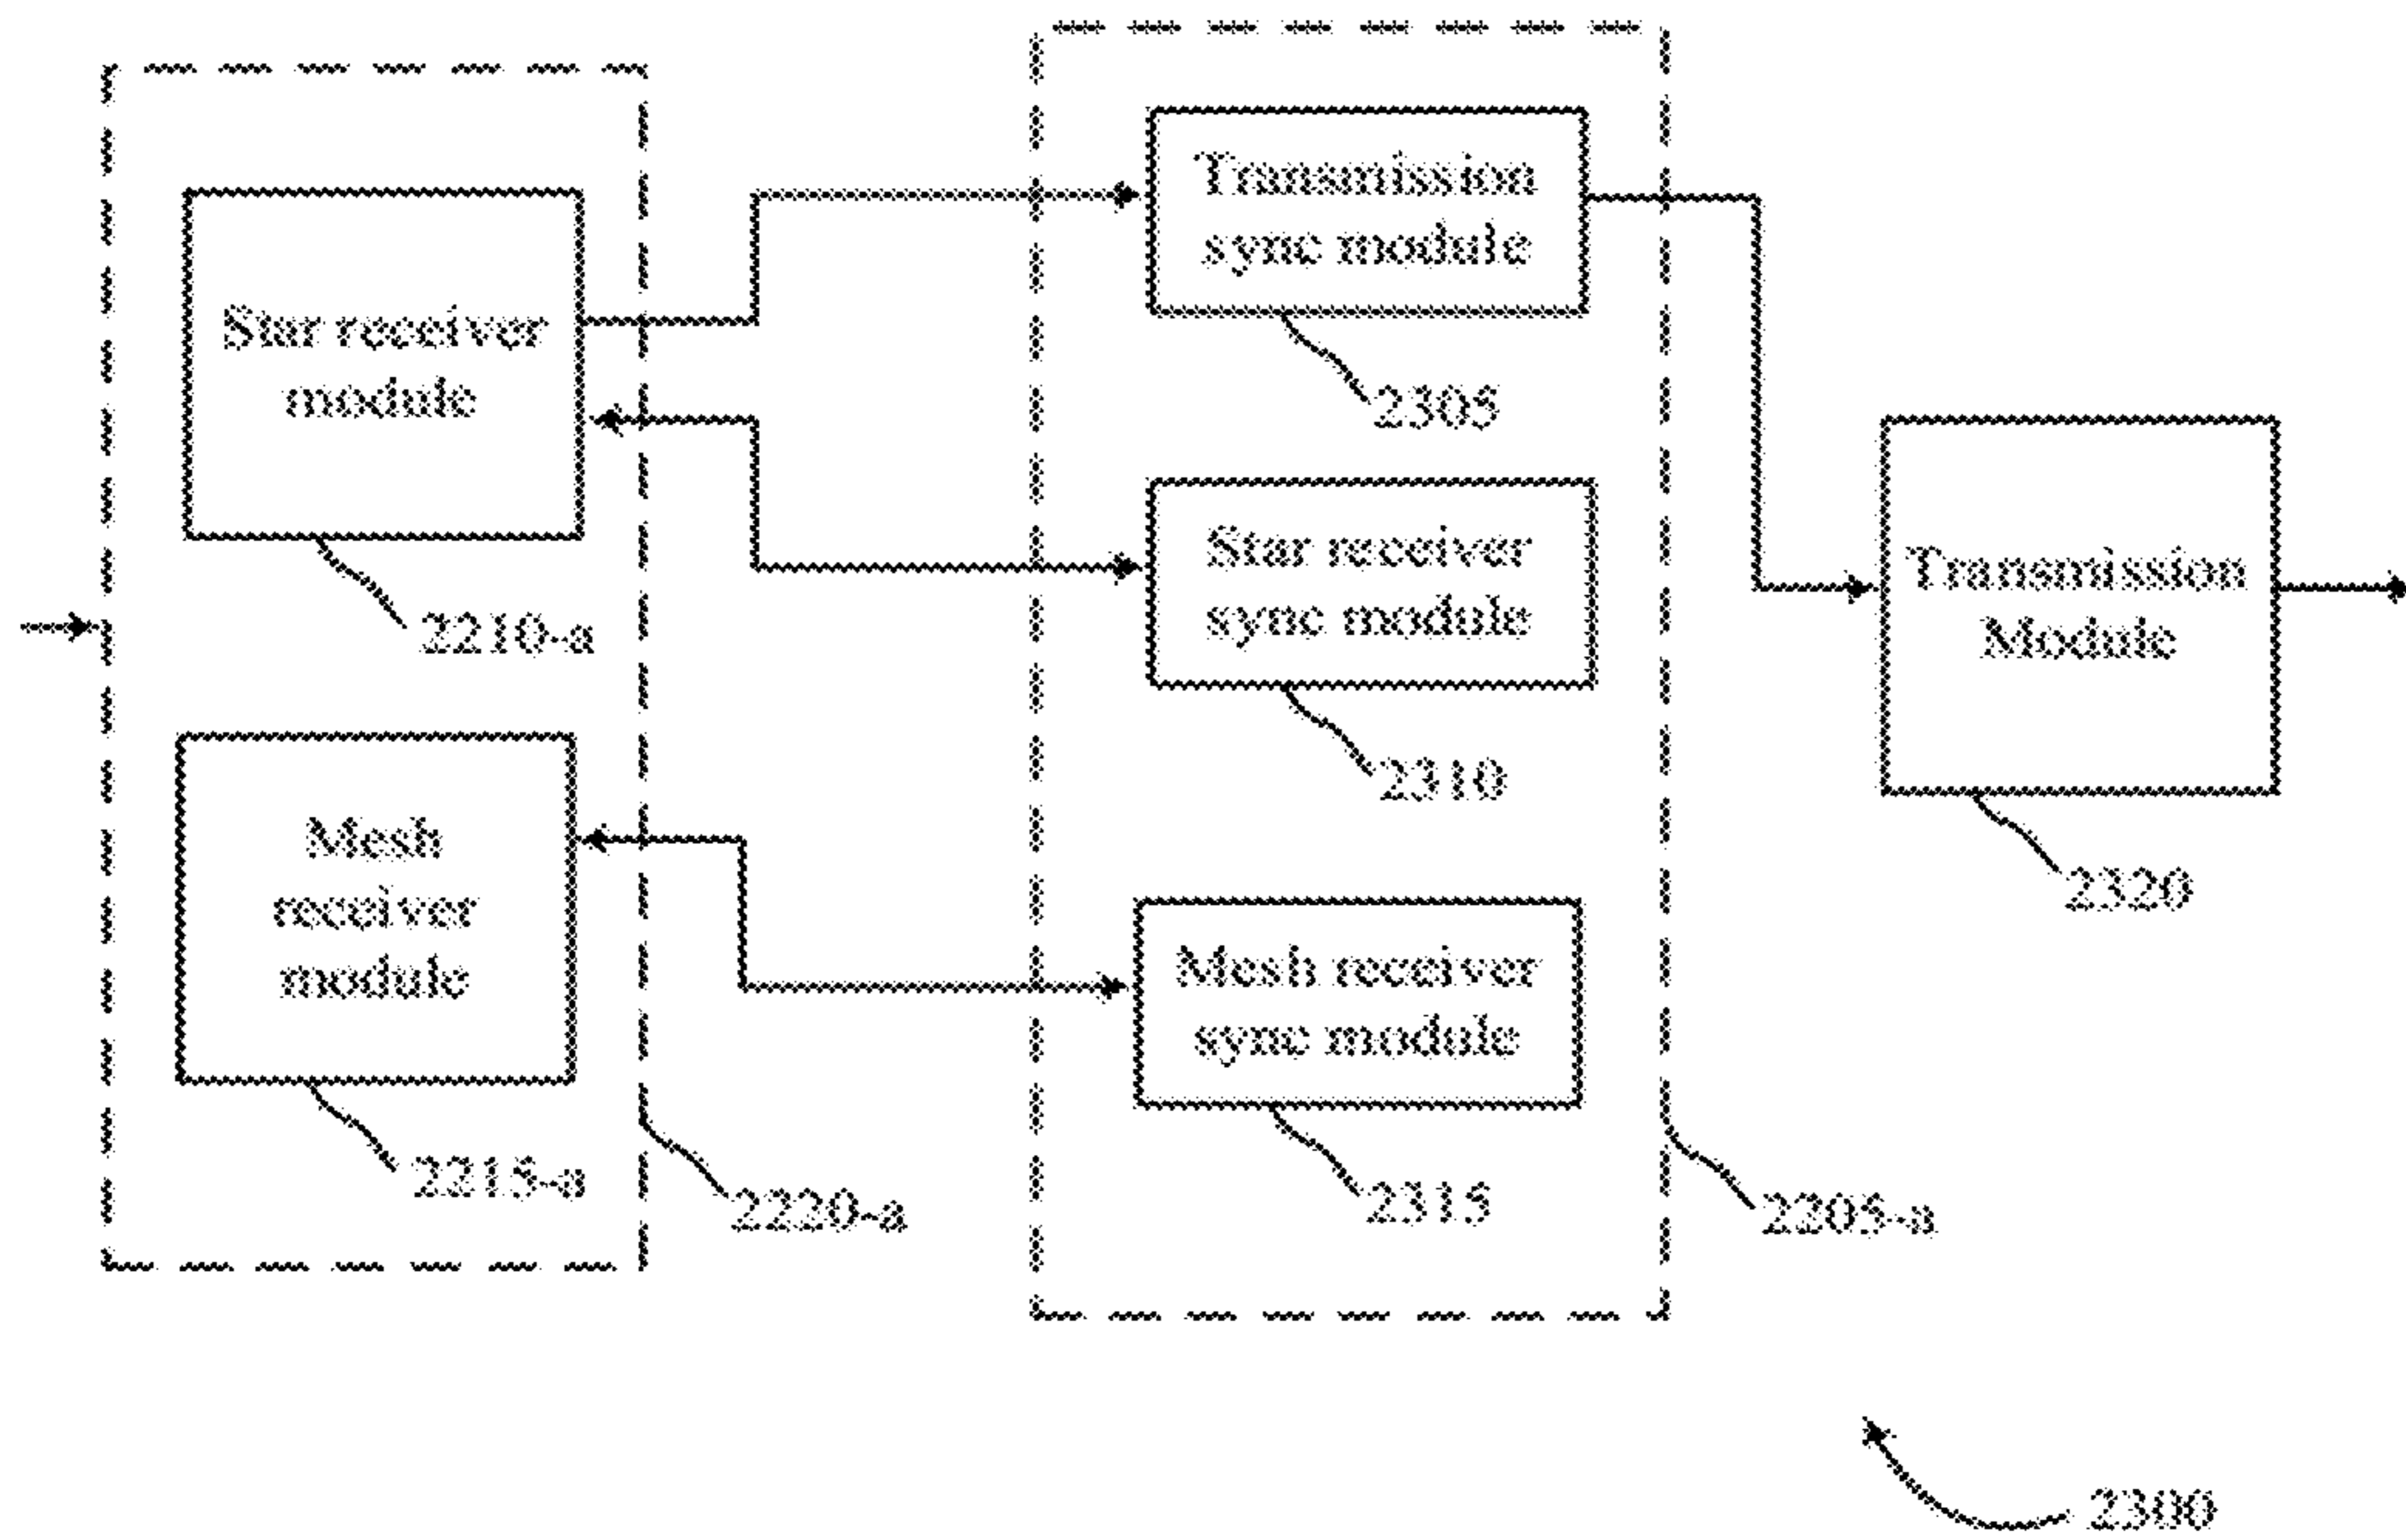 Star receiver
module
2210-a
Mesh
receiver
module
2215-a
2220-a
Transmission
sync module
2305
Star receiver
sync module
2310
Mesh receiver
sync module
2315
2205-a
Transmission
Module
2320
2300